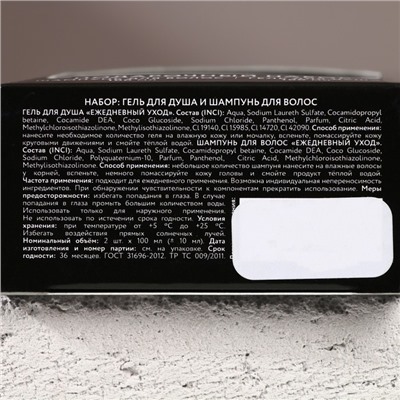 НАБОР: ГЕЛЬ ДЛЯ ДУША И ШАМПУНЬ ДЛЯ ВОЛОС
ГЕЛЬ ДЛЯ ДУША «ЕЖЕДНЕВНЫЙ УХОД». Состав (INCI): Aqua, Sodium Laureth Sulfate, Cocamidopropyl
betaine, Cocamide DEA, Coco Glucoside, Sodium Chloride, Panthenol, Parfum, Citric Acid,
Methylchloroisothiazolinone, Methylisothiazolinone, CI 19140, CI 15985, CI 14720, CI 42090. Способ применения:
нанесите необходимое количество геля на влажную кожу или мочалку, вспеньте, помассируйте кожу
круговыми движениями и смойте тёплой водой. ШАМПУНЬ ДЛЯ ВОЛОС «ЕЖЕДНЕВНЫЙ УХОД».
Состав (INCI): Aqua, Sodium Laureth Sulfate, Cocamidopropyl betaine, Cocamide DEA, Coco Glucoside,
Sodium Chloride, Polyquaternium-10, Parfum, Panthenol, Citric Acid, Methylchloroisothiazolinone,
Methylisothiazolinone. Способ применения: небольшое количество шампуня нанесите на влажные волосы
у корней, вспеньте, немного помассируйте кожу головы и смойте продукт тёплой водой.
Частота применения: подходит для ежедневного применения. Возможна индивидуальная непереносимость
ингредиентов. При обнаружении чувствительности к компонентам прекратить использование. Меры
предосторожности: избегать попадания в глаза. В случае
попадания в глаза промыть большим количеством воды.
Использовать только для наружного применения.
Не использовать по истечении срока годности. Условия
хранения: при температуре от +5 °C до +25 °C.
Избегать воздействия прямых солнечных лучей.
Номинальный объём: 2 шт. х 100 мл (± 10 мл). Дата
изготовления и номер партии: см. на упаковке. Срок
годности: 36 месяцев. ГОСТ 31696-2012. ТР ТС 009/2011.